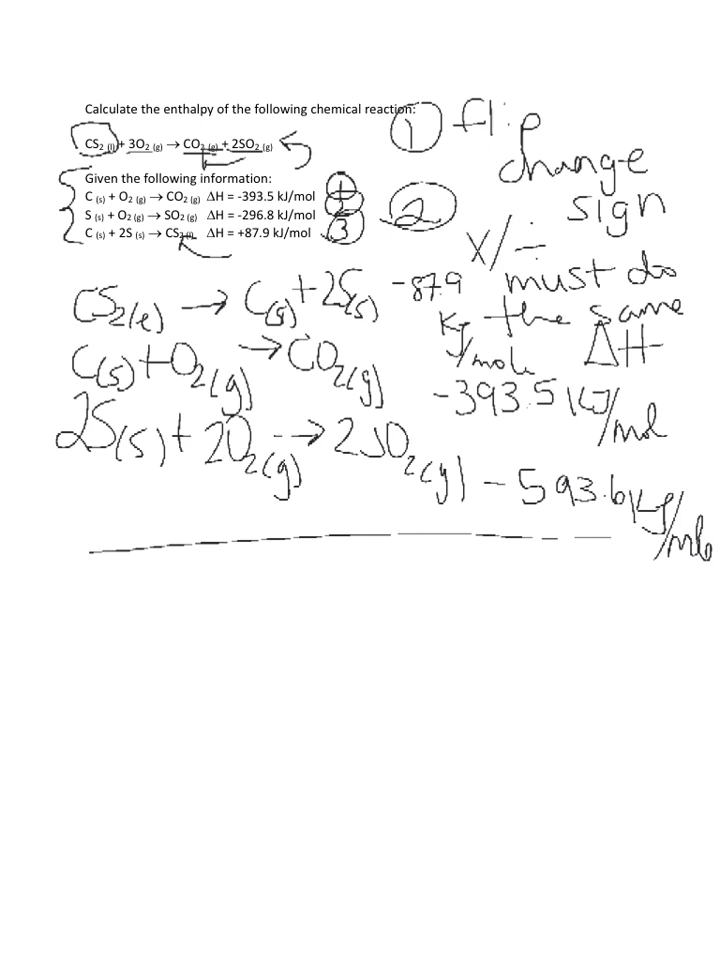 Calculate the enthalpy of the following chemical reaction:
CS2 (l) + 3O2 (g) → CO2 (g) + 2SO2 (g)
Given the following information:
C (s) + O2 (g) → CO2 (g) ΔH = -393.5 kJ/mol 1
S (s) + O2 (g) → SO2 (g) ΔH = -296.8 kJ/mol 2
C (s) + 2S (s) → CS2 (l) ΔH = +87.9 kJ/mol 3
1 flip
change
sign
2 x/÷
must do
the same
ΔH
CS2(l) → C(s) + 2S(s) -87.9 KJ/mole
C(s) + O2(g) → CO2(g) -393.5 KJ/mol
2S(s) + 2O2(g) → 2SO2(g) -593.6 KJ/mol